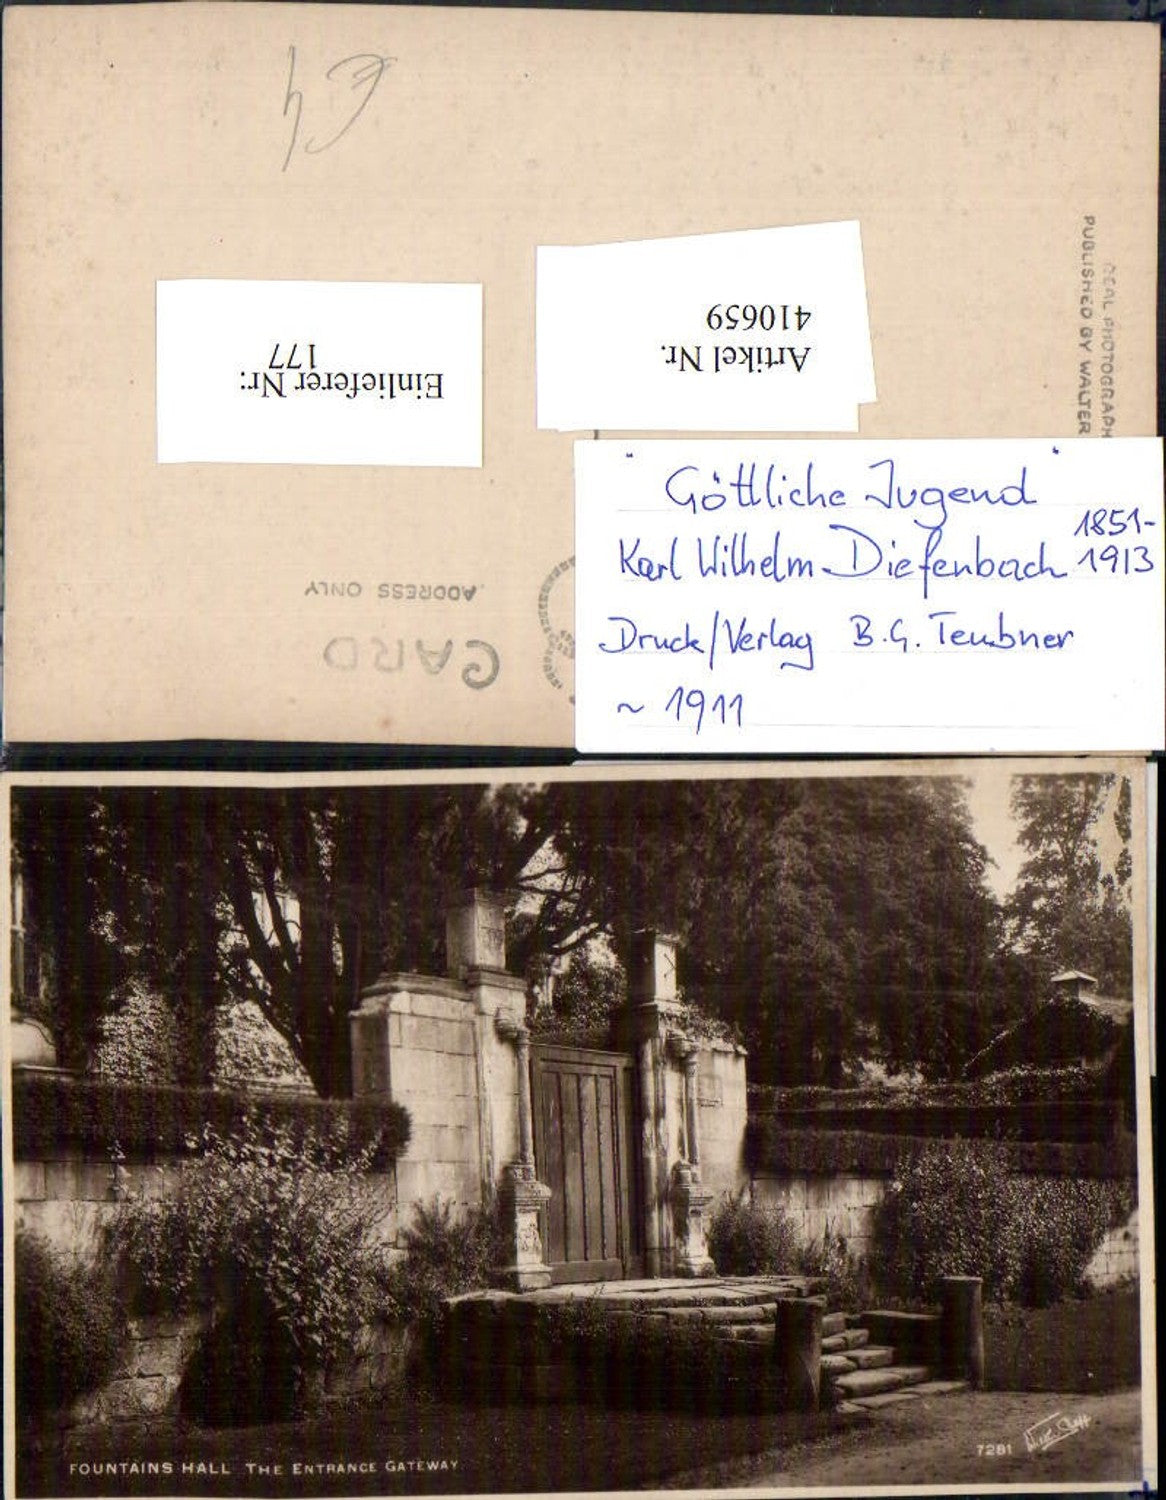 €4
Artikel Nr.
410659
Einlieferer Nr:
177
REAL PHOTOGRAPH
PUBLISHED BY WALTER
" Göttliche Jugend "
Karl Wilhelm Diefenbach 1851-
1913
Druck/Verlag B.G. Teubner
~ 1911
ADDRESS ONLY
CARD
FOUNTAINS HALL THE ENTRANCE GATEWAY.
7281